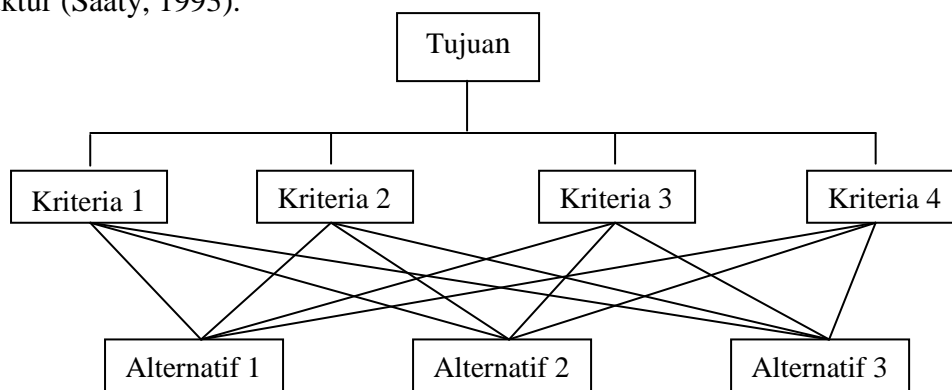 ktur (Saaty, 1993).
Tujuan
Kriteria 1 Kriteria 2 Kriteria 3 Kriteria 4
Alternatif 1 Alternatif 2 Alternatif 3